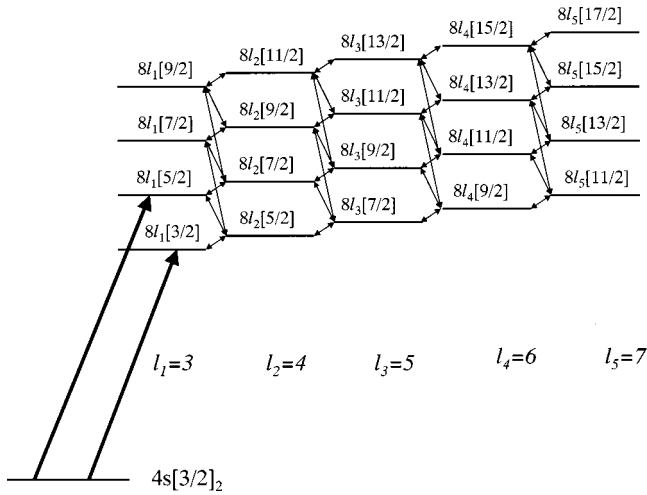 8l₁[9/2] 8l₂[11/2] 8l₃[13/2] 8l₄[15/2] 8l₅[17/2]
8l₁[7/2] 8l₂[9/2] 8l₃[11/2] 8l₄[13/2] 8l₅[15/2]
8l₁[5/2] 8l₂[7/2] 8l₃[9/2] 8l₄[11/2] 8l₅[13/2]
8l₁[3/2] 8l₂[5/2] 8l₃[7/2] 8l₄[9/2] 8l₅[11/2]
l₁=3 l₂=4 l₃=5 l₄=6 l₅=7
4s[3/2]₂